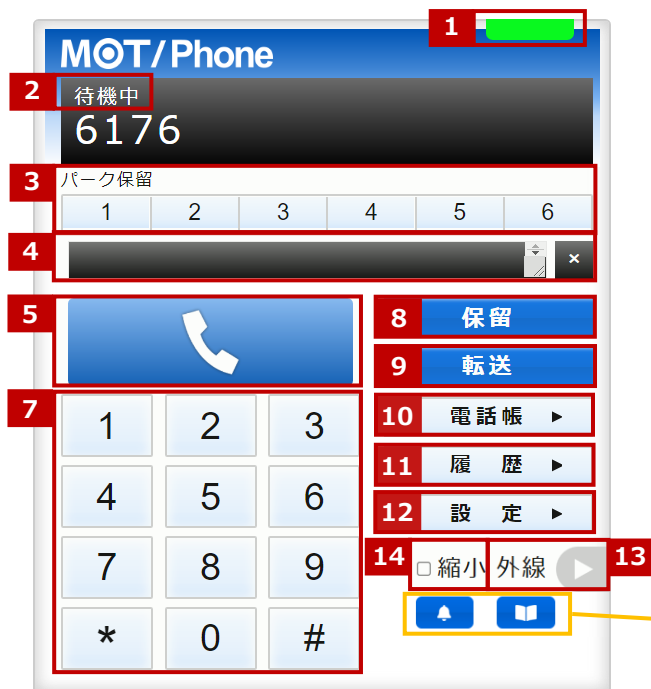 1
MOT/Phone
2
待機中
6176
3
パーク保留
1 2 3 4 5 6
4
×
5
8
保留
9
転送
7
1 2 3
4 5 6
7 8 9
* 0 #
10
電話帳 ▶
11
履 歴 ▶
12
設 定 ▶
14
縮小
外線
13